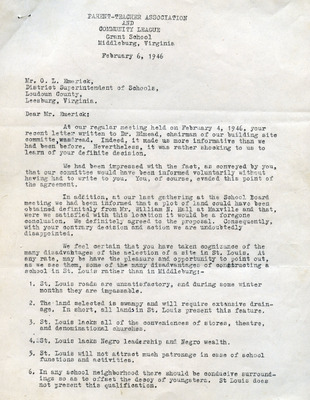 PARENT-TEACHER ASSOCIATION
AND
COMMUNITY LEAGUE
Grant School
Middleburg, Virginia
February 6, 1946
Mr. O. L. Emerick,
District Superintendent of Schools,
Loudoun County,
Leesburg, Virginia.
Dear Mr. Emerick;
At our regular meeting held on February 4, 1946, your
recent letter written to Dr. Edmead, chairman of our building site
committee, was read. Indeed, it made us more informative than we
had been before. Nevertheless, it was rather shocking to us to
learn of your definite decision.
We had been impressed with the fact, as conveyed by you,
that our committee would have been informed voluntarily without
having had to write to you. You, of course, evaded this point of
the agreement.
In addition, at our last gathering at the School Board
meeting we had been informed that a plot of land could have been
obtained definitely from Mr. William N. Hall at Maxville and that,
were we satisfied with this location it would be a foregone
conclusion. We definitely agreed to the proposal. Consequently,
with your contrary decision and action we are undoubtedly
disappointed.
We feel certain that you have taken cognizance of the
many disadvantages of the selection of a site in St. Louis. At
any rate, may we have the pleasure and opportunity to point out,
as we see them, some of the many disadvantages of constructing a
school in St. Louis rather than in Middleburg:-
1. St. Louis roads are unsatisfactory, and during some winter
months they are impassable.
2. The land selected is swampy and will require extensive drain-
age. In short, all lands in St. Louis present this feature.
3. St. Louis lacks all of the conveniences of stores, theatre,
and denominational churches.
4. St. Louis lacks Negro leadership and Negro wealth.
5. St. Louis will not attract much patronage in case of school
functions and activities.
6. In any school neighborhood there should be conducive surround-
ings so as to offset the decoy of youngsters. St. Louis does
not present this qualification.